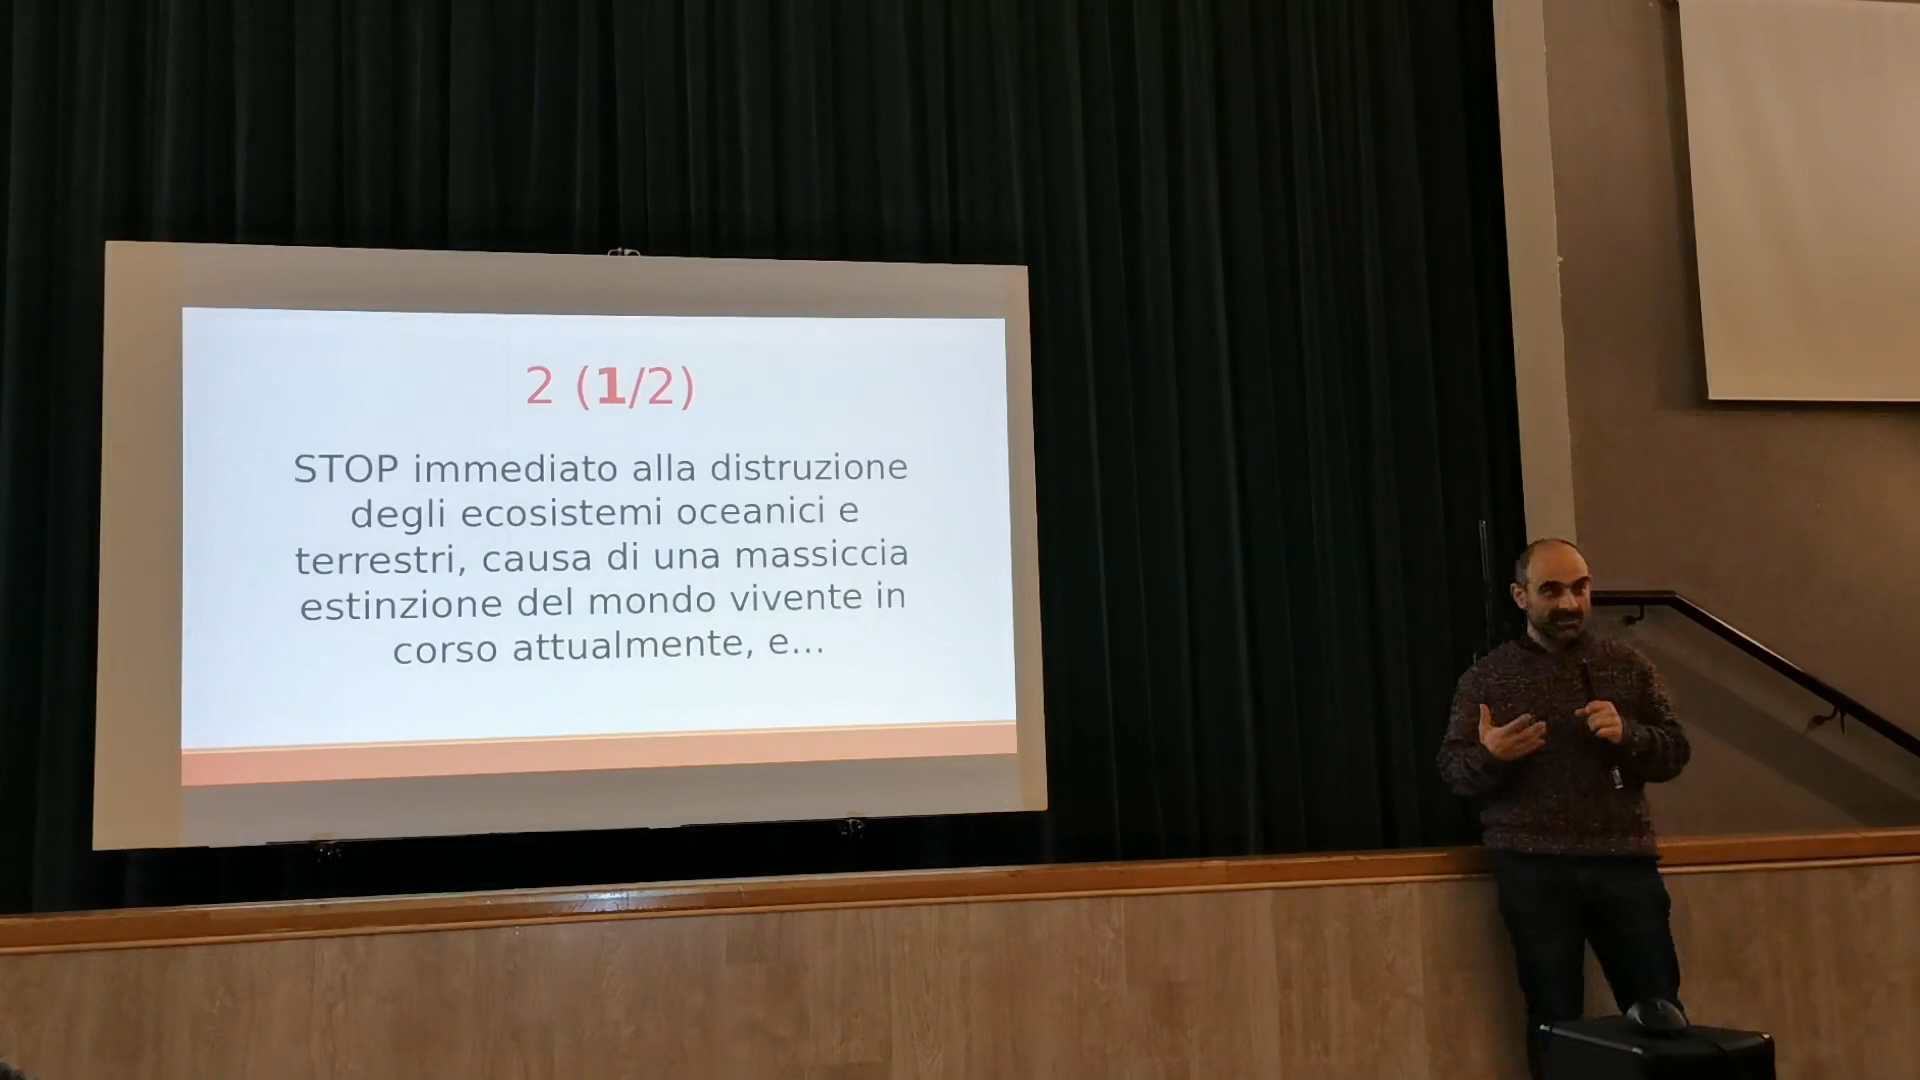 2 (1/2)
STOP immediato alla distruzione
degli ecosistemi oceanici e
terrestri, causa di una massiccia
estinzione del mondo vivente in
corso attualmente, e...